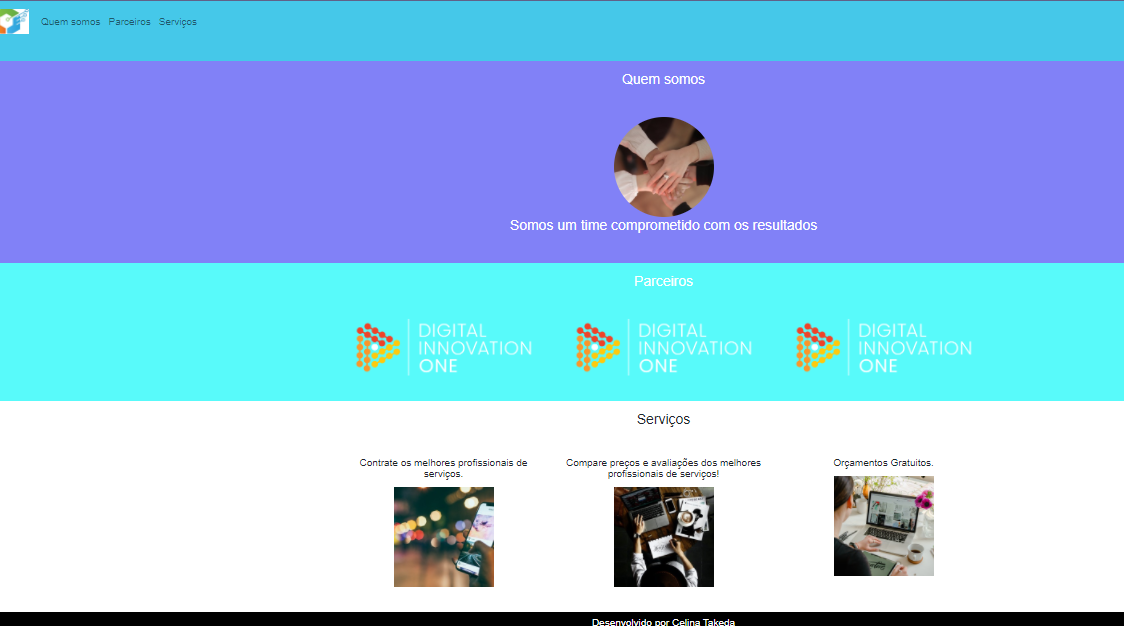 Quem somos Parceiros Serviços
Quem somos
Somos um time comprometido com os resultados
Parceiros
DIGITAL
INNOVATION
ONE
DIGITAL
INNOVATION
ONE
DIGITAL
INNOVATION
ONE
Serviços
Contrate os melhores profissionais de
serviços.
Compare preços e avaliações dos melhores
profissionais de serviços!
Orçamentos Gratuitos.
Desenvolvido por Celina Takeda